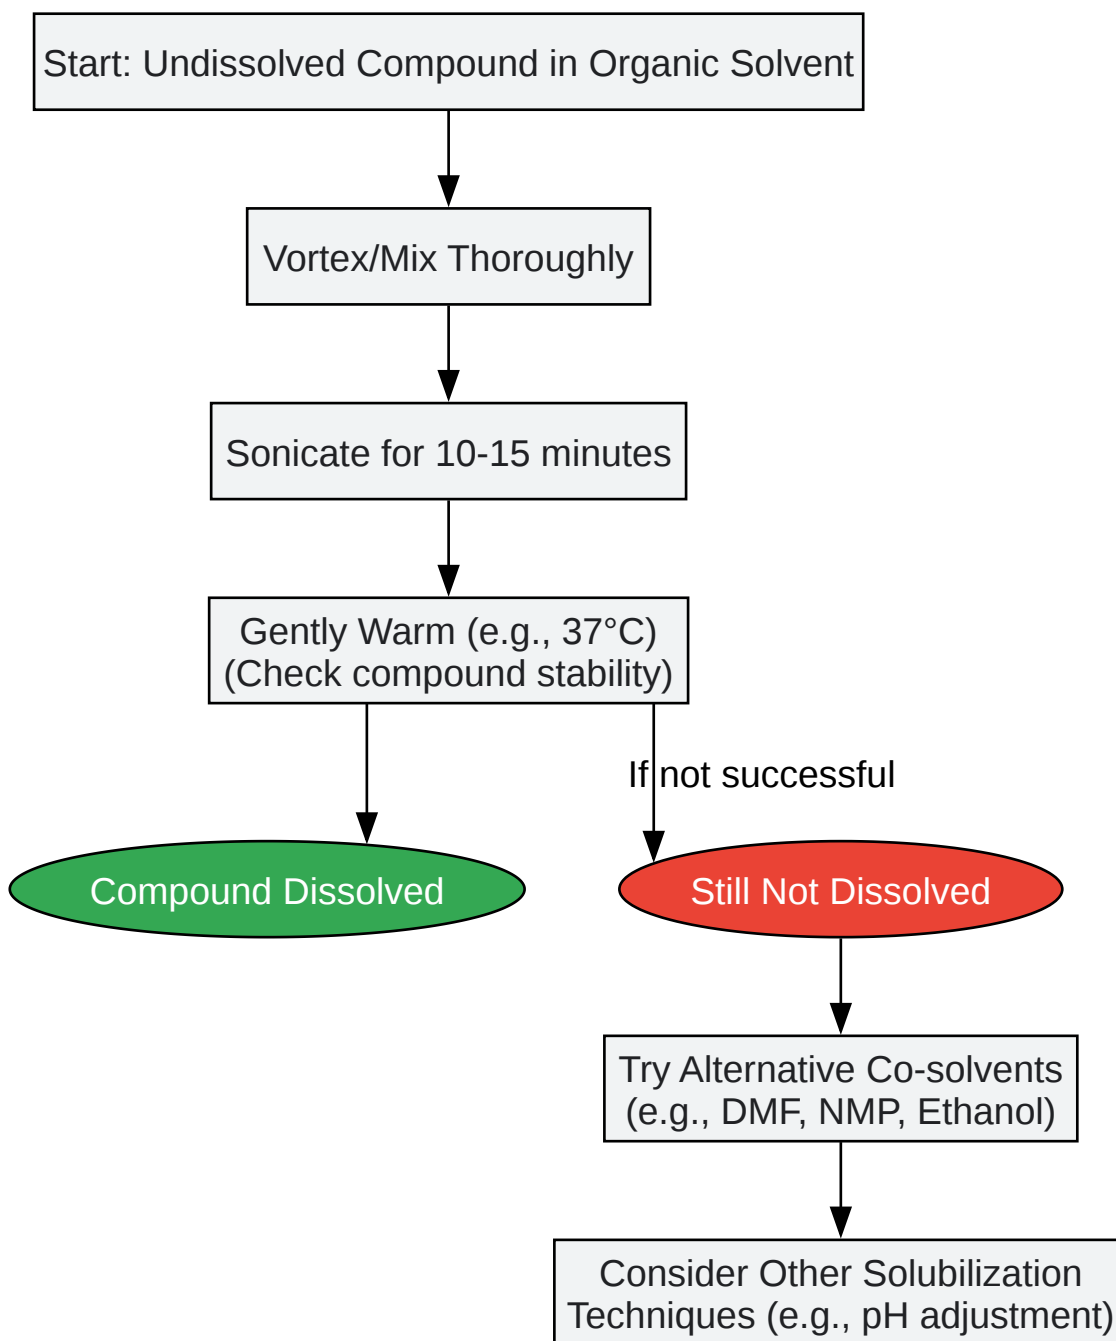 Start: Undissolved Compound in Organic Solvent
Vortex/Mix Thoroughly
Sonicate for 10-15 minutes
Gently Warm (e.g., 37°C)
(Check compound stability)
If not successful
Compound Dissolved
Still Not Dissolved
Try Alternative Co-solvents
(e.g., DMF, NMP, Ethanol)
Consider Other Solubilization
Techniques (e.g., pH adjustment)